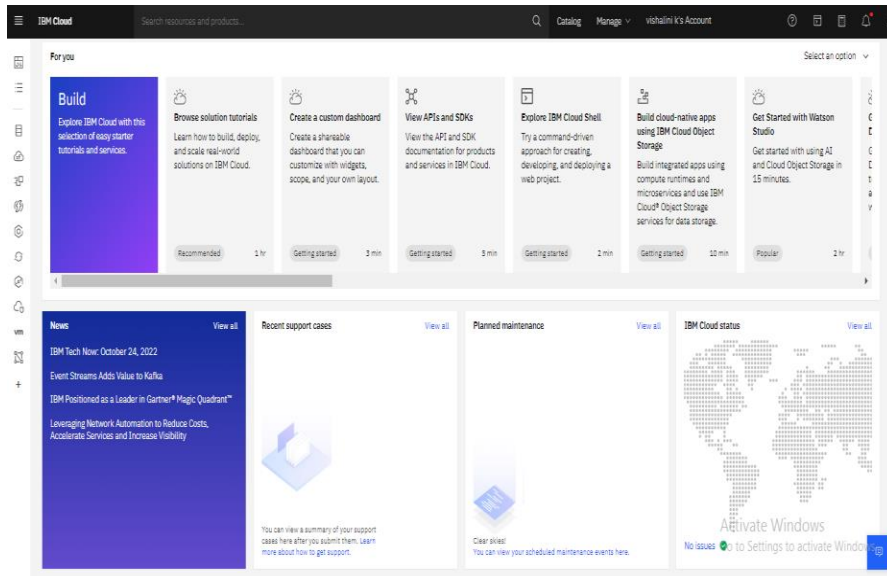 IBM Cloud
Search resources and products...
Catalog
Manage
vishalini k's Account
For you
Select an option
Build
Explore IBM Cloud with this
selection of easy starter
tutorials and services.
Browse solution tutorials
Learn how to build, deploy,
and scale real-world
solutions on IBM Cloud.
Recommended
1 hr
Create a custom dashboard
Create a shareable
dashboard that you can
customize with widgets,
scope, and your own layout.
Getting started
3 min
View APIs and SDKs
View the API and SDK
documentation for products
and services in IBM Cloud.
Getting started
3 min
Explore IBM Cloud Shell
Try a command-driven
approach for creating,
developing, and deploying a
web project.
Getting started
2 min
Build cloud-native apps
using IBM Cloud Object
Storage
Build integrated apps using
compute runtimes and
microservices and use IBM
Cloud® Object Storage
services for data storage.
Getting started
10 min
Get Started with Watson
Studio
Get started with using AI
and Cloud Object Storage in
15 minutes.
Popular
2 hr
vm
News
View all
IBM Tech Now: October 24, 2022
Event Streams Adds Value to Kafka
IBM Positioned as a Leader in Gartner® Magic Quadrant™
Leveraging Network Automation to Reduce Costs,
Accelerate Services and Increase Visibility
Recent support cases
View all
You can view a summary of your support
cases here after you submit them. Learn
more about how to get support.
Planned maintenance
View all
Clear skies!
You can view your scheduled maintenance events here.
IBM Cloud status
View all
No issues
Activate Windows
Go to Settings to activate Windows.